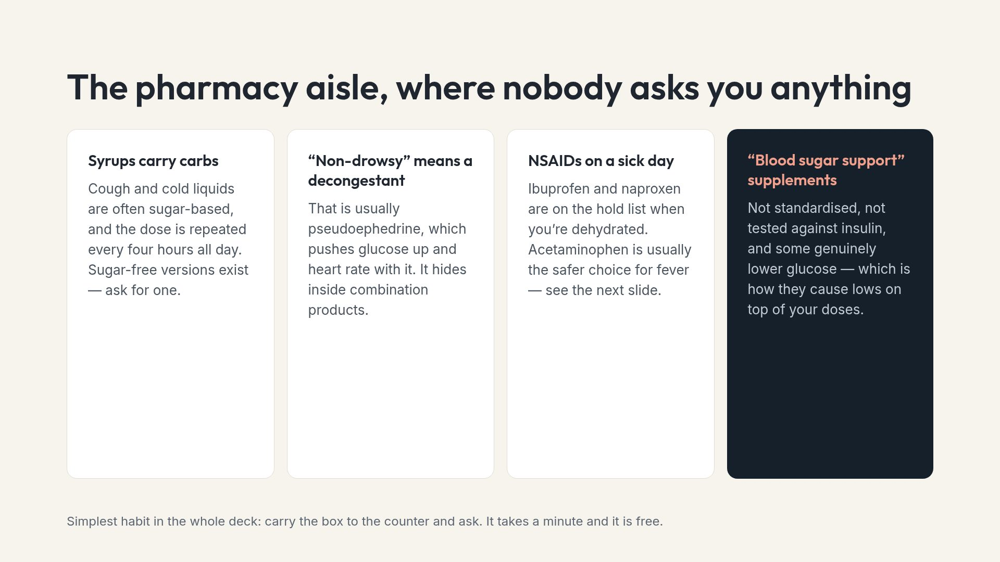 The pharmacy aisle, where nobody asks you anything
Syrups carry carbs
Cough and cold liquids
are often sugar-based,
and the dose is repeated
every four hours all day.
Sugar-free versions exist
— ask for one.
“Non-drowsy” means a
decongestant
That is usually
pseudoephedrine, which
pushes glucose up and
heart rate with it. It hides
inside combination
products.
NSAIDs on a sick day
Ibuprofen and naproxen
are on the hold list when
you’re dehydrated.
Acetaminophen is usually
the safer choice for fever
— see the next slide.
“Blood sugar support”
supplements
Not standardised, not
tested against insulin,
and some genuinely
lower glucose — which is
how they cause lows on
top of your doses.
Simplest habit in the whole deck: carry the box to the counter and ask. It takes a minute and it is free.